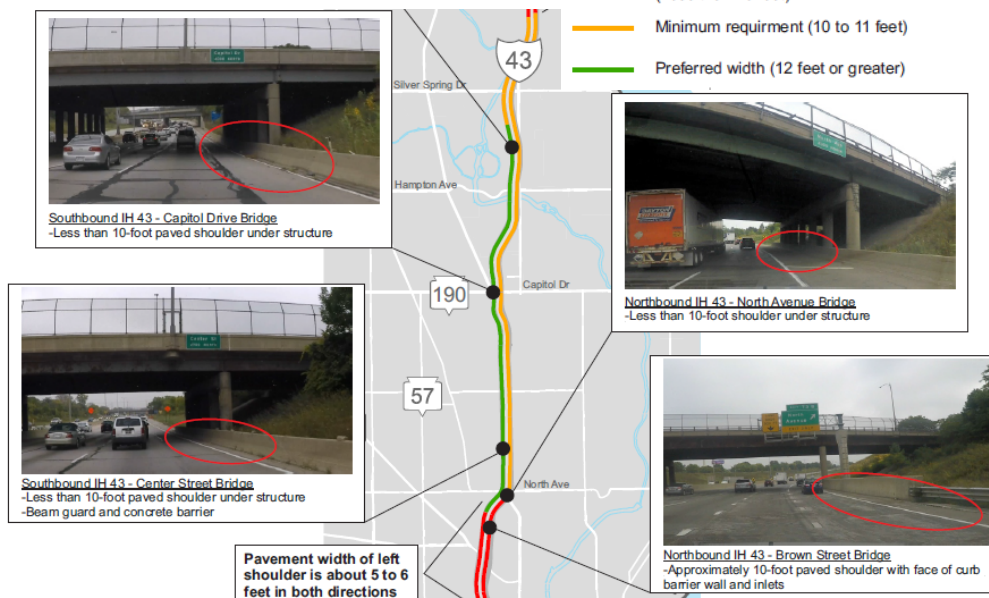 Minimum requirment (10 to 11 feet)
Preferred width (12 feet or greater)
43
Silver Spring Dr
Hampton Ave
Capitol Dr
190
57
North Ave
Capitol Dr
Southbound IH 43 - Capitol Drive Bridge
-Less than 10-foot paved shoulder under structure
Northbound IH 43 - North Avenue Bridge
-Less than 10-foot shoulder under structure
Center St
Southbound IH 43 - Center Street Bridge
-Less than 10-foot paved shoulder under structure
-Beam guard and concrete barrier
Northbound IH 43 - Brown Street Bridge
-Approximately 10-foot paved shoulder with face of curb
barrier wall and inlets
Pavement width of left
shoulder is about 5 to 6
feet in both directions